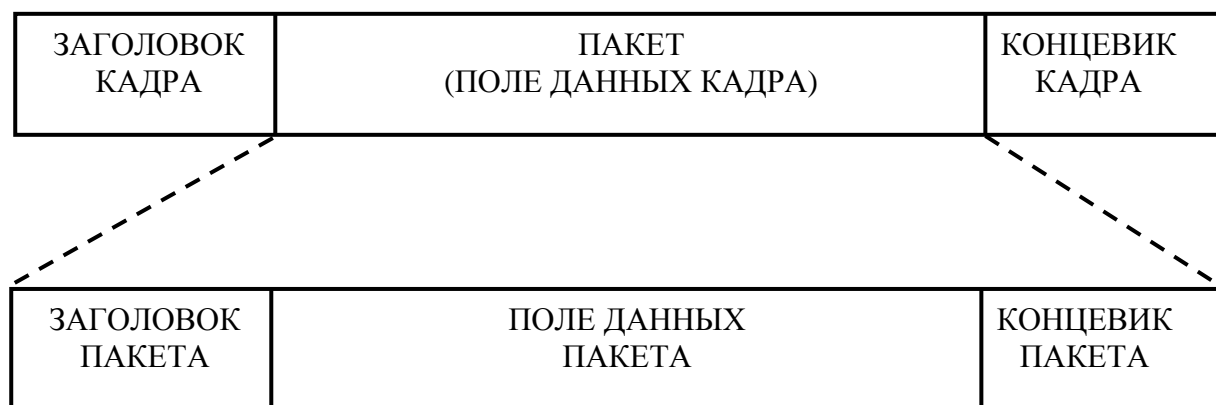 ЗАГОЛОВОК
КАДРА
ПАКЕТ
(ПОЛЕ ДАННЫХ КАДРА)
КОНЦЕВИК
КАДРА
ЗАГОЛОВОК
ПАКЕТА
ПОЛЕ ДАННЫХ
ПАКЕТА
КОНЦЕВИК
ПАКЕТА